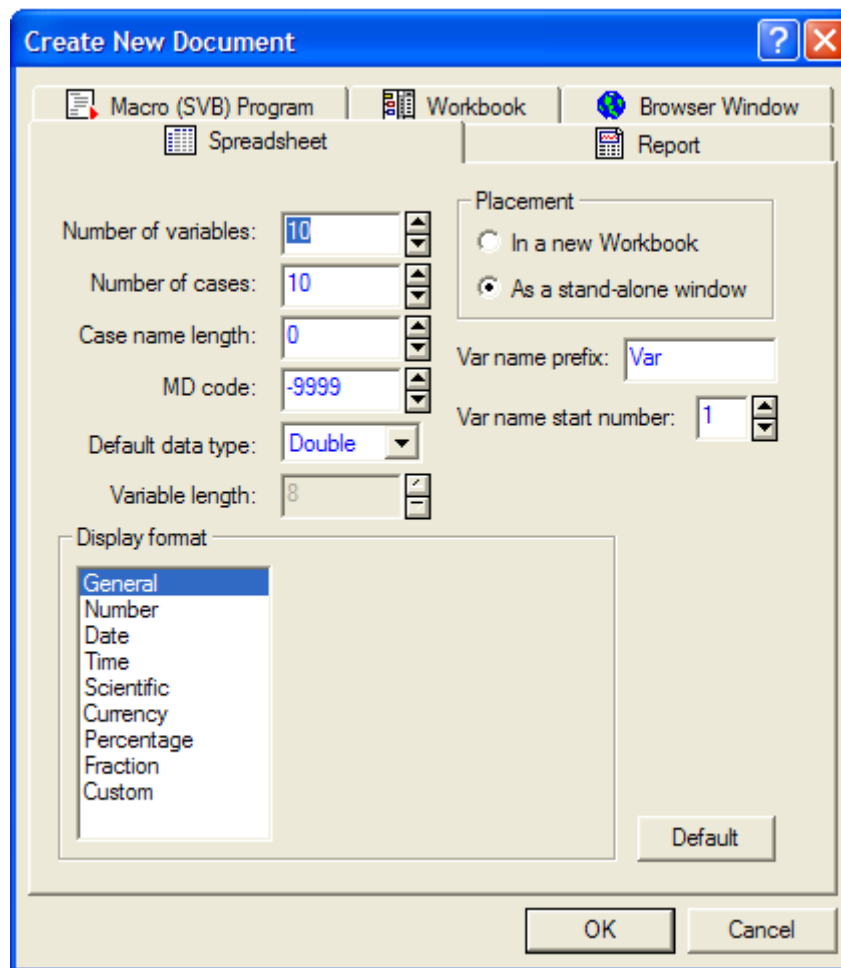 Create New Document
Macro (SVB) Program
Workbook
Browser Window
Spreadsheet
Report
Number of variables: 10
Number of cases: 10
Case name length: 0
MD code: -9999
Default data type: Double
Variable length: 8
Placement
In a new Workbook
As a stand-alone window
Var name prefix: Var
Var name start number: 1
Display format
General
Number
Date
Time
Scientific
Currency
Percentage
Fraction
Custom
Default
OK
Cancel